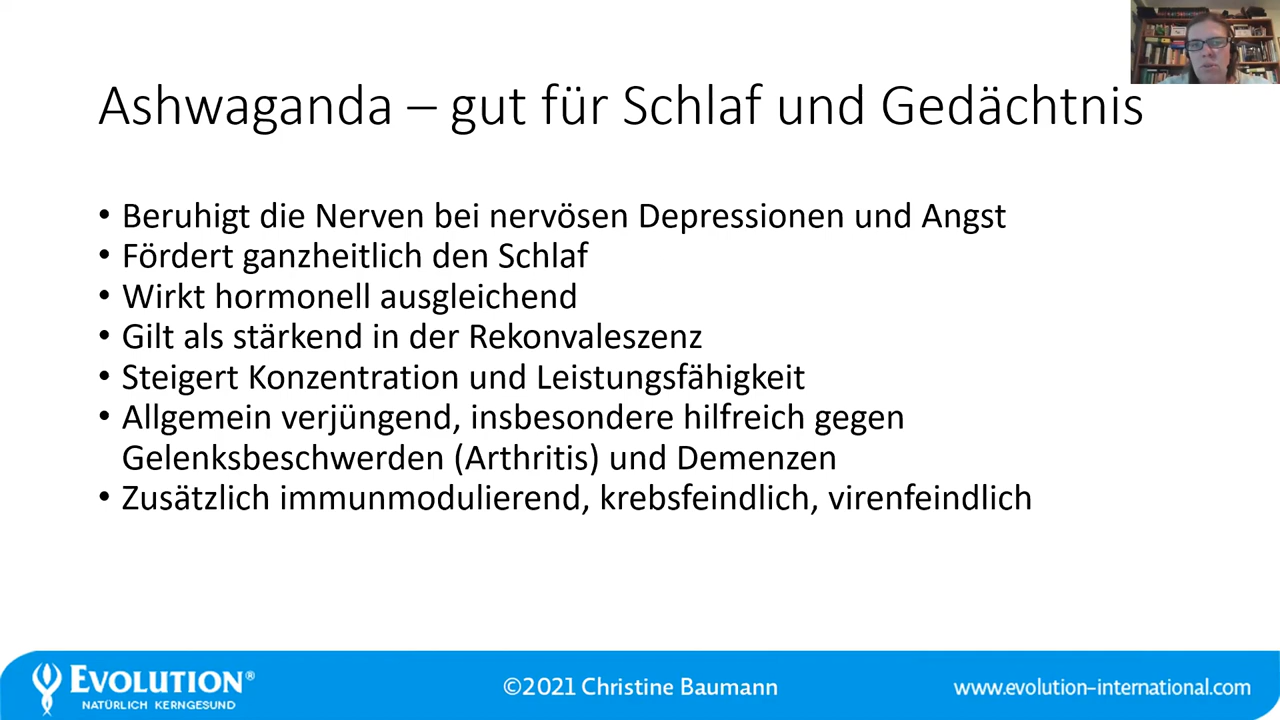 Ashwaganda – gut für Schlaf und Gedächtnis
• Beruhigt die Nerven bei nervösen Depressionen und Angst
• Fördert ganzheitlich den Schlaf
• Wirkt hormonell ausgleichend
• Gilt als stärkend in der Rekonvaleszenz
• Steigert Konzentration und Leistungsfähigkeit
• Allgemein verjüngend, insbesondere hilfreich gegen
Gelenksbeschwerden (Arthritis) und Demenzen
• Zusätzlich immunmodulierend, krebsfeindlich, virenfeindlich
EVOLUTION®
NATÜRLICH KERNGESUND
©2021 Christine Baumann
www.evolution-international.com